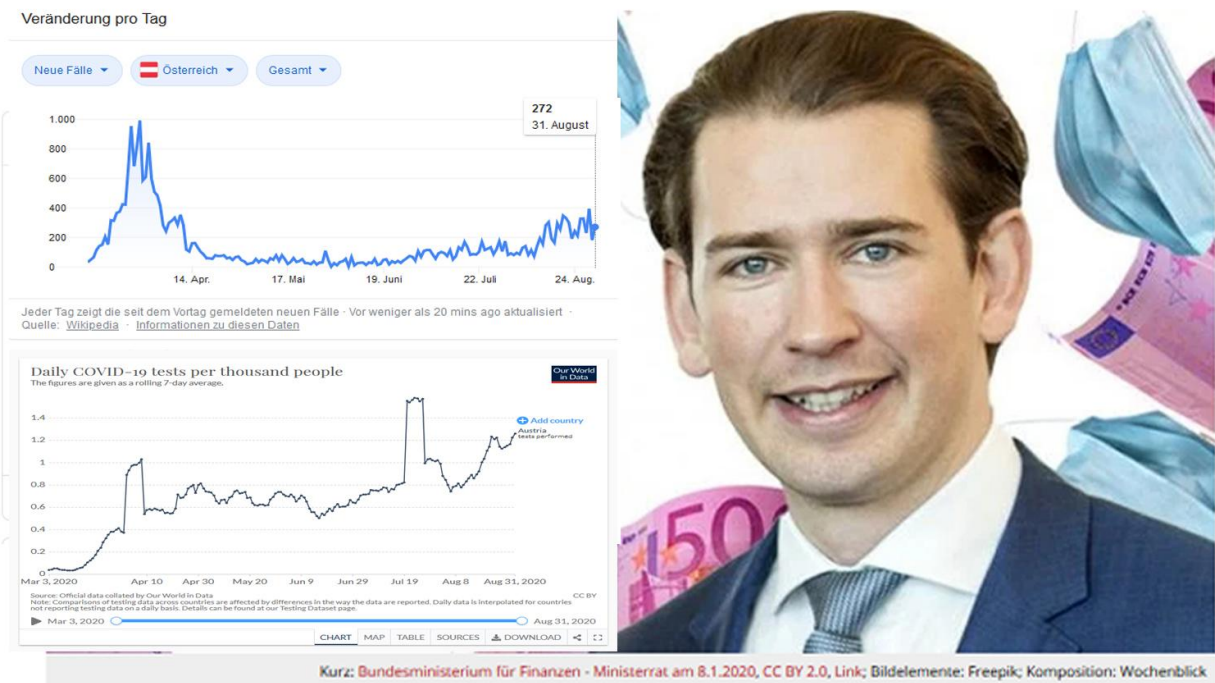 Veränderung pro Tag
Neue Fälle
Österreich
Gesamt
272
31. August
1.000
800
600
400
200
0
14. Apr.
17. Mai
19. Juni
22. Juli
24. Aug.
Jeder Tag zeigt die seit dem Vortag gemeldeten neuen Fälle · Vor weniger als 20 mins ago aktualisiert ·
Quelle: Wikipedia · Informationen zu diesen Daten
Daily COVID-19 tests per thousand people
The figures are given as a rolling 7-day average.
Our World
in Data
1.4
1.2
1
0.8
0.6
0.4
0.2
0
Add country
Austria
tests performed
Mar 3, 2020
Apr 10
Apr 30
May 20
Jun 9
Jun 29
Jul 19
Aug 8
Aug 31, 2020
Source: Official data collated by Our World in Data
CC BY
Note: Comparisons of testing data across countries are affected by differences in the way the data are reported. Daily data is interpolated for countries
not reporting testing data on a daily basis. Details can be found at our Testing Dataset page.
Mar 3, 2020
Aug 31, 2020
CHART
MAP
TABLE
SOURCES
DOWNLOAD
50
Kurz: Bundesministerium für Finanzen - Ministerrat am 8.1.2020, CC BY 2.0, Link; Bildelemente: Freepik; Komposition: Wochenblick